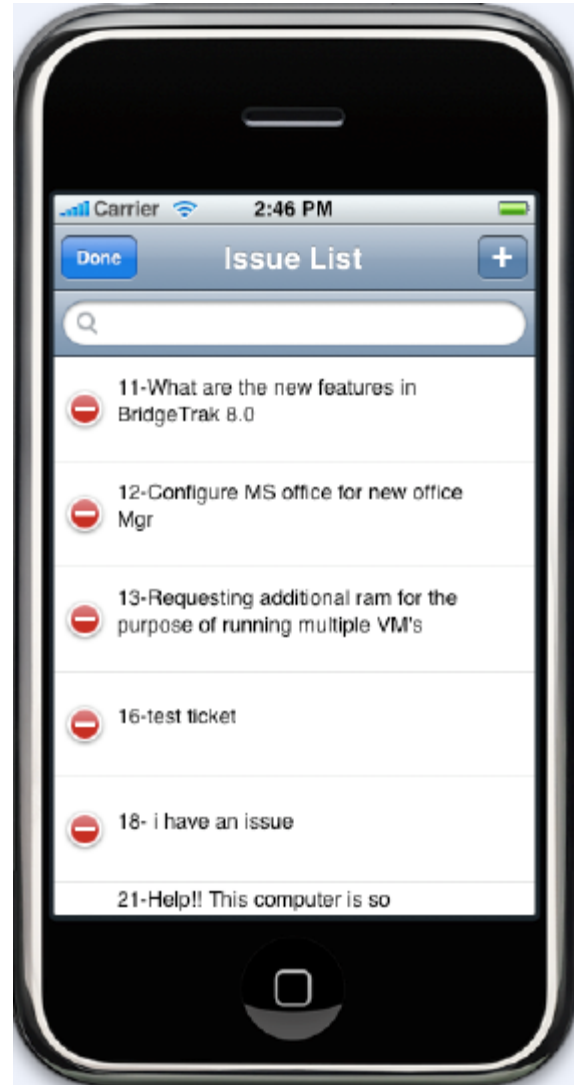 Carrier 2:46 PM
Done Issue List +
11-What are the new features in
BridgeTrak 8.0
12-Configure MS office for new office
Mgr
13-Requesting additional ram for the
purpose of running multiple VM's
16-test ticket
18- i have an issue
21-Help!! This computer is so